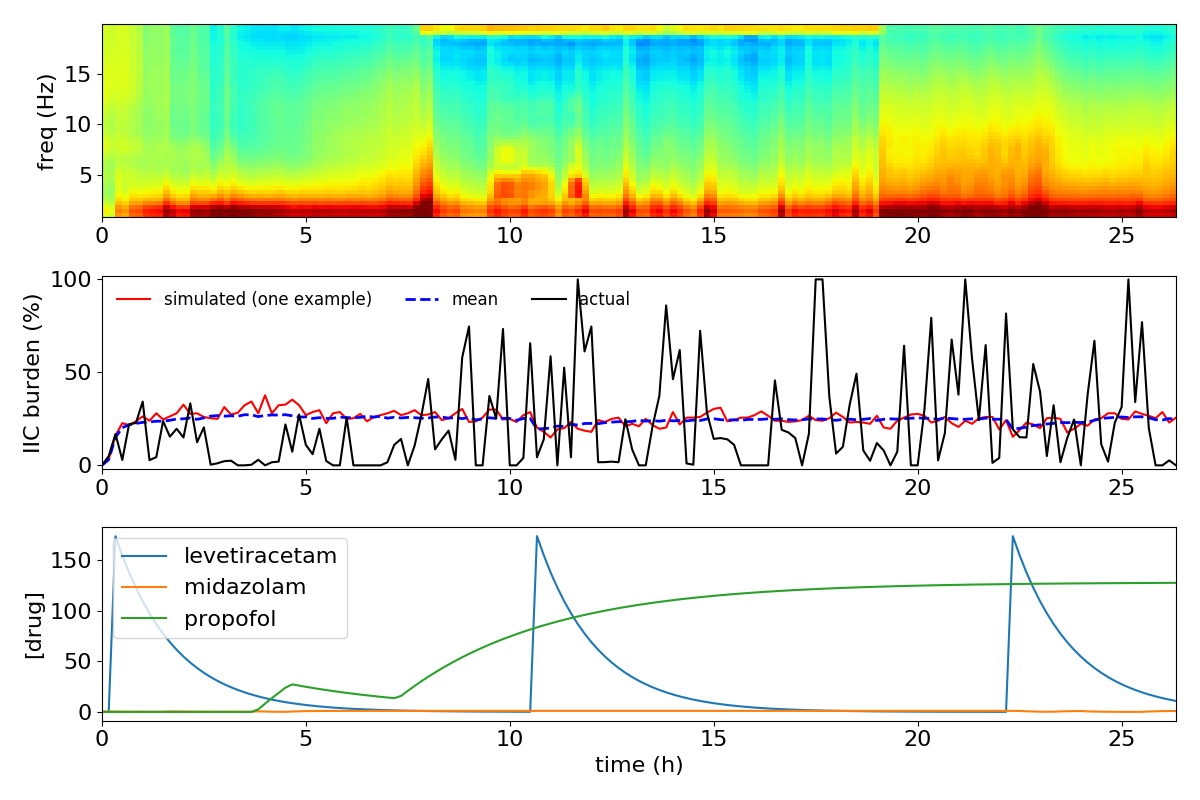 freq (Hz)
15
10
5
0 5 10 15 20 25
IIC burden (%)
100
50
0
simulated (one example) mean actual
0 5 10 15 20 25
[drug]
150
100
50
0
levetiracetam
midazolam
propofol
0 5 10 15 20 25
time (h)